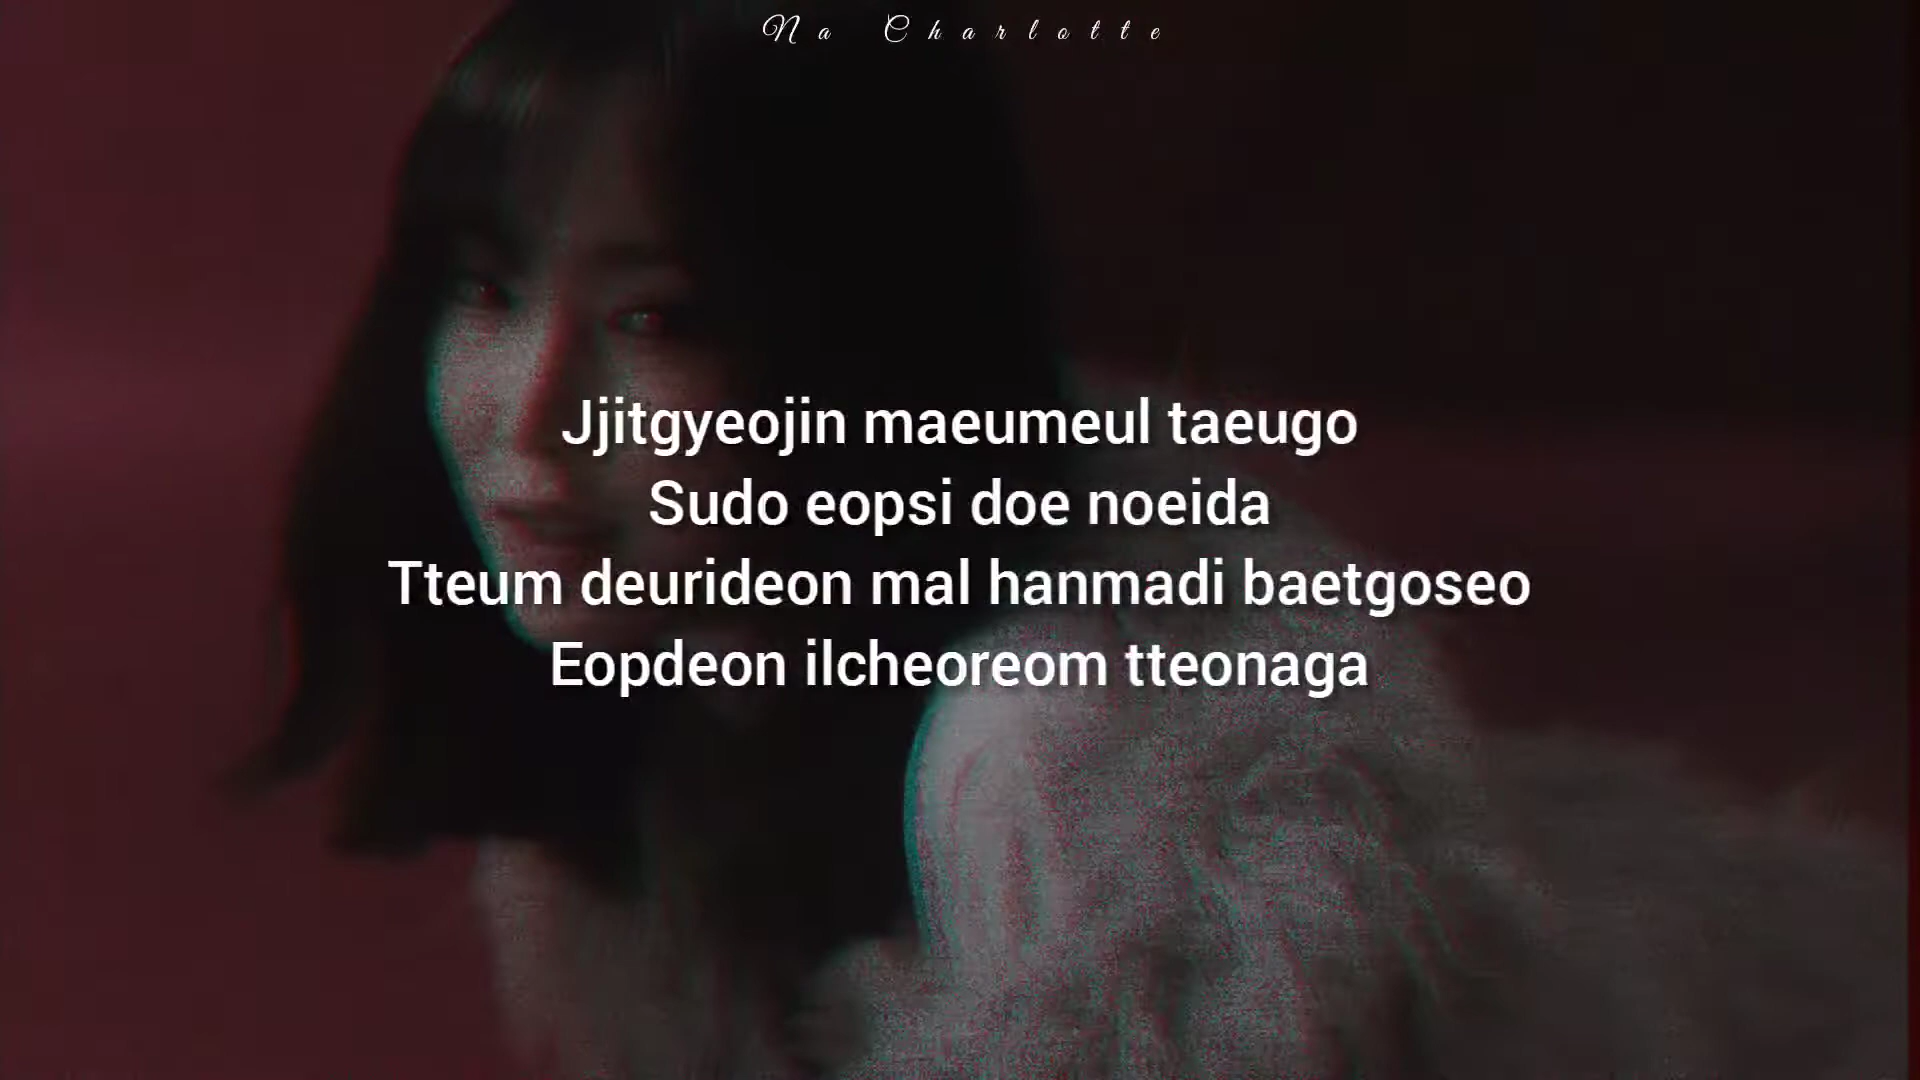 Na Charlotte
Jjitgyeojin maeumeul taeugo
Sudo eopsi doe noeida
Tteum deurideon mal hanmadi baetgoseo
Eopdeon ilcheoreom tteonaga